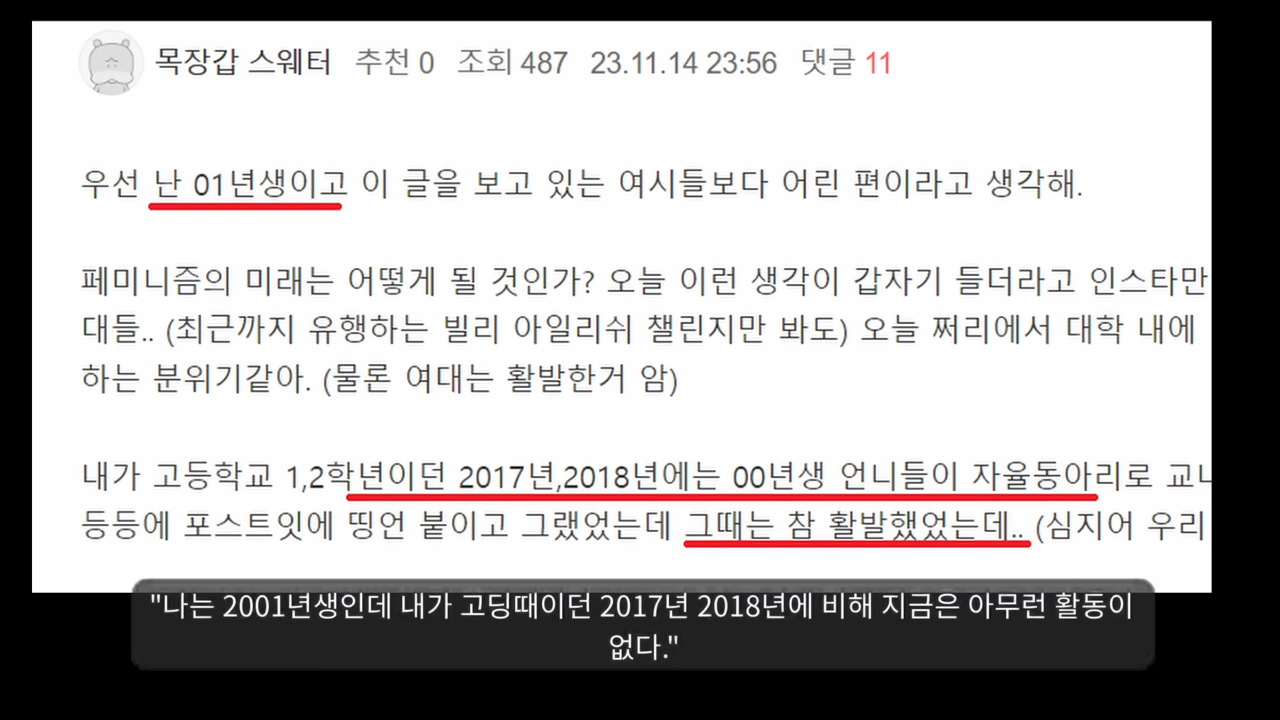 목장갑 스웨터 추천 0 조회 487 23.11.14 23:56 댓글 11
우선 난 01년생이고 이 글을 보고 있는 여시들보다 어린 편이라고 생각해.
페미니즘의 미래는 어떻게 될 것인가? 오늘 이런 생각이 갑자기 들더라고 인스타만
대들.. (최근까지 유행하는 빌리 아일리쉬 챌린지만 봐도) 오늘 쩌리에서 대학 내에
하는 분위기같아. (물론 여대는 활발한거 암)
내가 고등학교 1,2학년이던 2017년,2018년에는 00년생 언니들이 자율동아리로
등등에 포스트잇에 띵언 붙이고 그랬었는데 그때는 참 활발했었는데.. (심지어 우리
"나는 2001년생인데 내가 고딩때이던 2017년 2018년에 비해 지금은 아무런 활동이
없다."